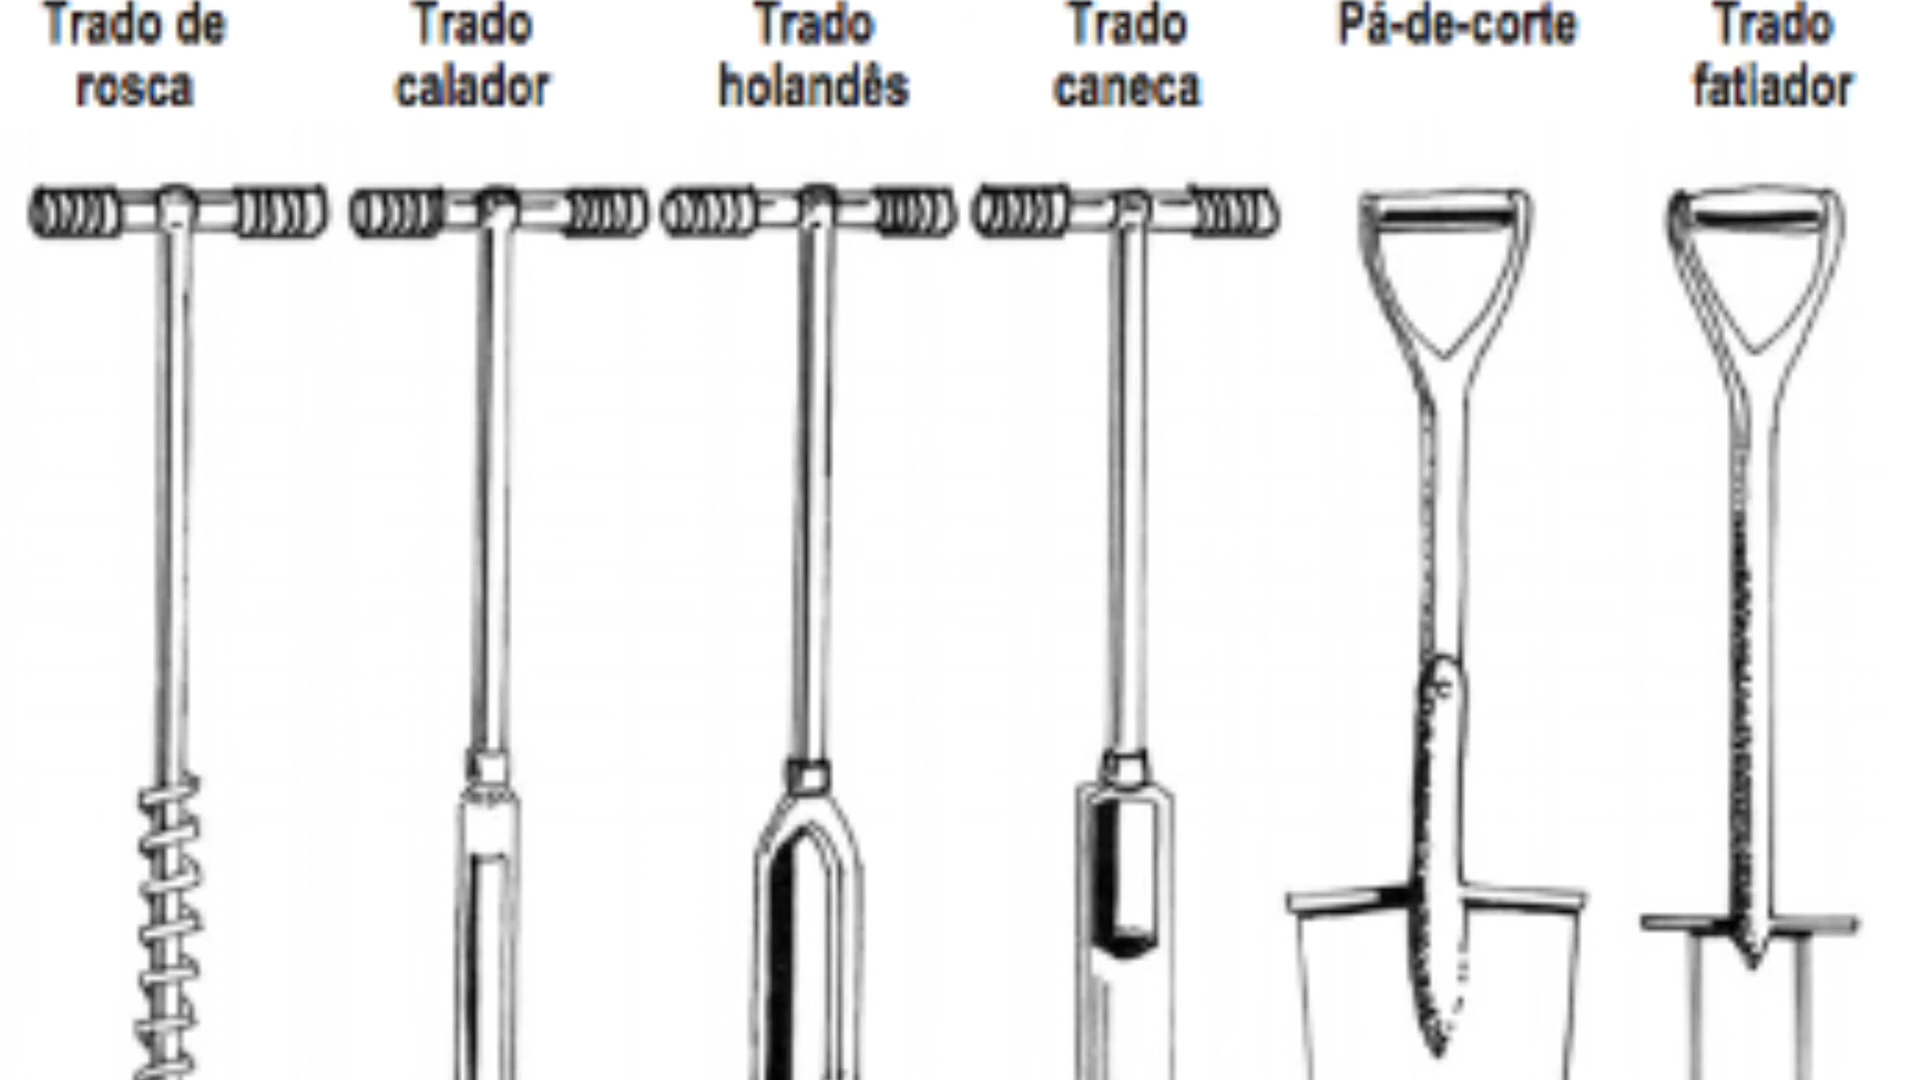 Trado de
rosca
Trado
calador
Trado
holandês
Trado
caneca
Pá-de-corte
Trado
fatiador